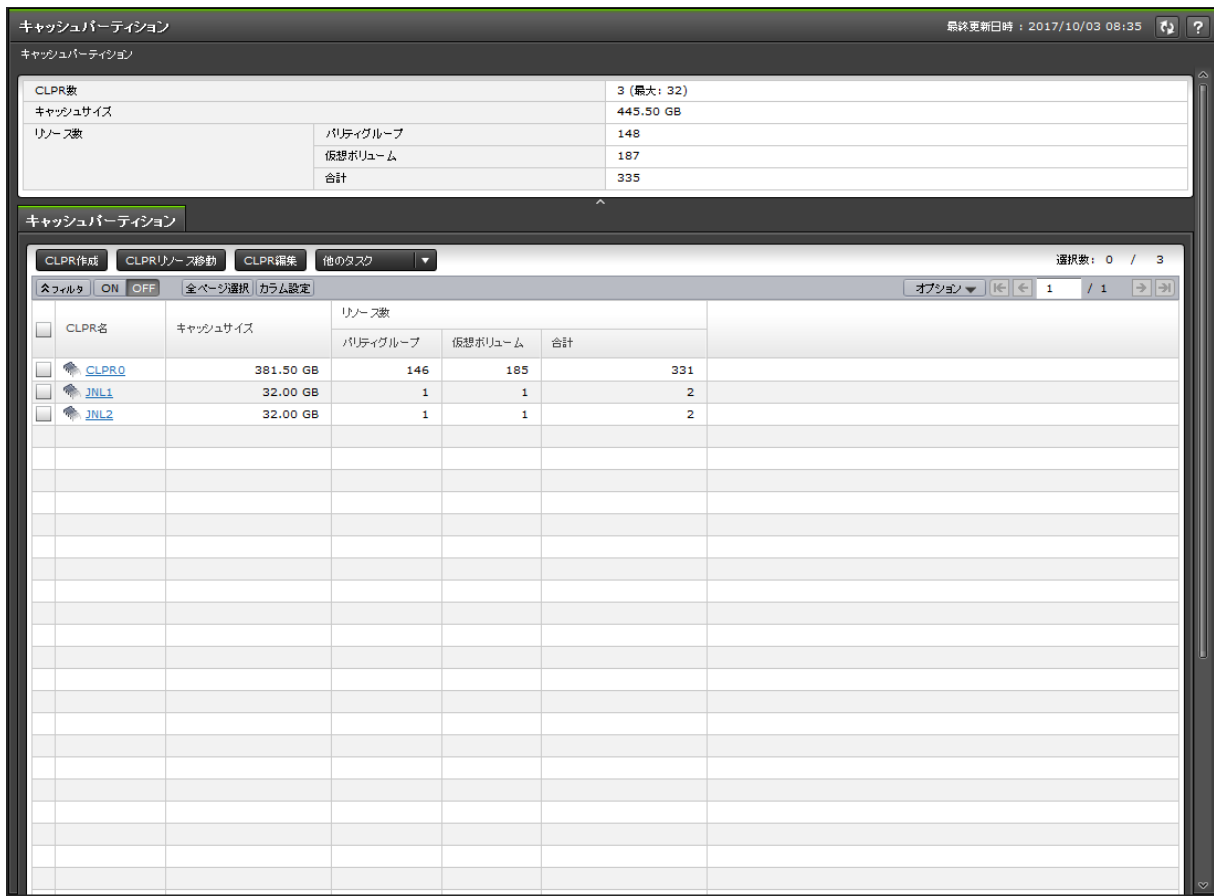 キャッシュパーティション 最終更新日時 : 2017/10/03 08:35 ?
キャッシュパーティション
CLPR数 3 (最大: 32)
キャッシュサイズ 445.50 GB
リソース数 パリティグループ 148
仮想ボリューム 187
合計 335
キャッシュパーティション
CLPR作成 CLPRリソース移動 CLPR編集 他のタスク 選択数: 0 / 3
フィルタ ON OFF 全ページ選択 カラム設定 オプション 1 / 1
CLPR名 キャッシュサイズ リソース数
パリティグループ 仮想ボリューム 合計
CLPR0 381.50 GB 146 185 331
JNL1 32.00 GB 1 1 2
JNL2 32.00 GB 1 1 2